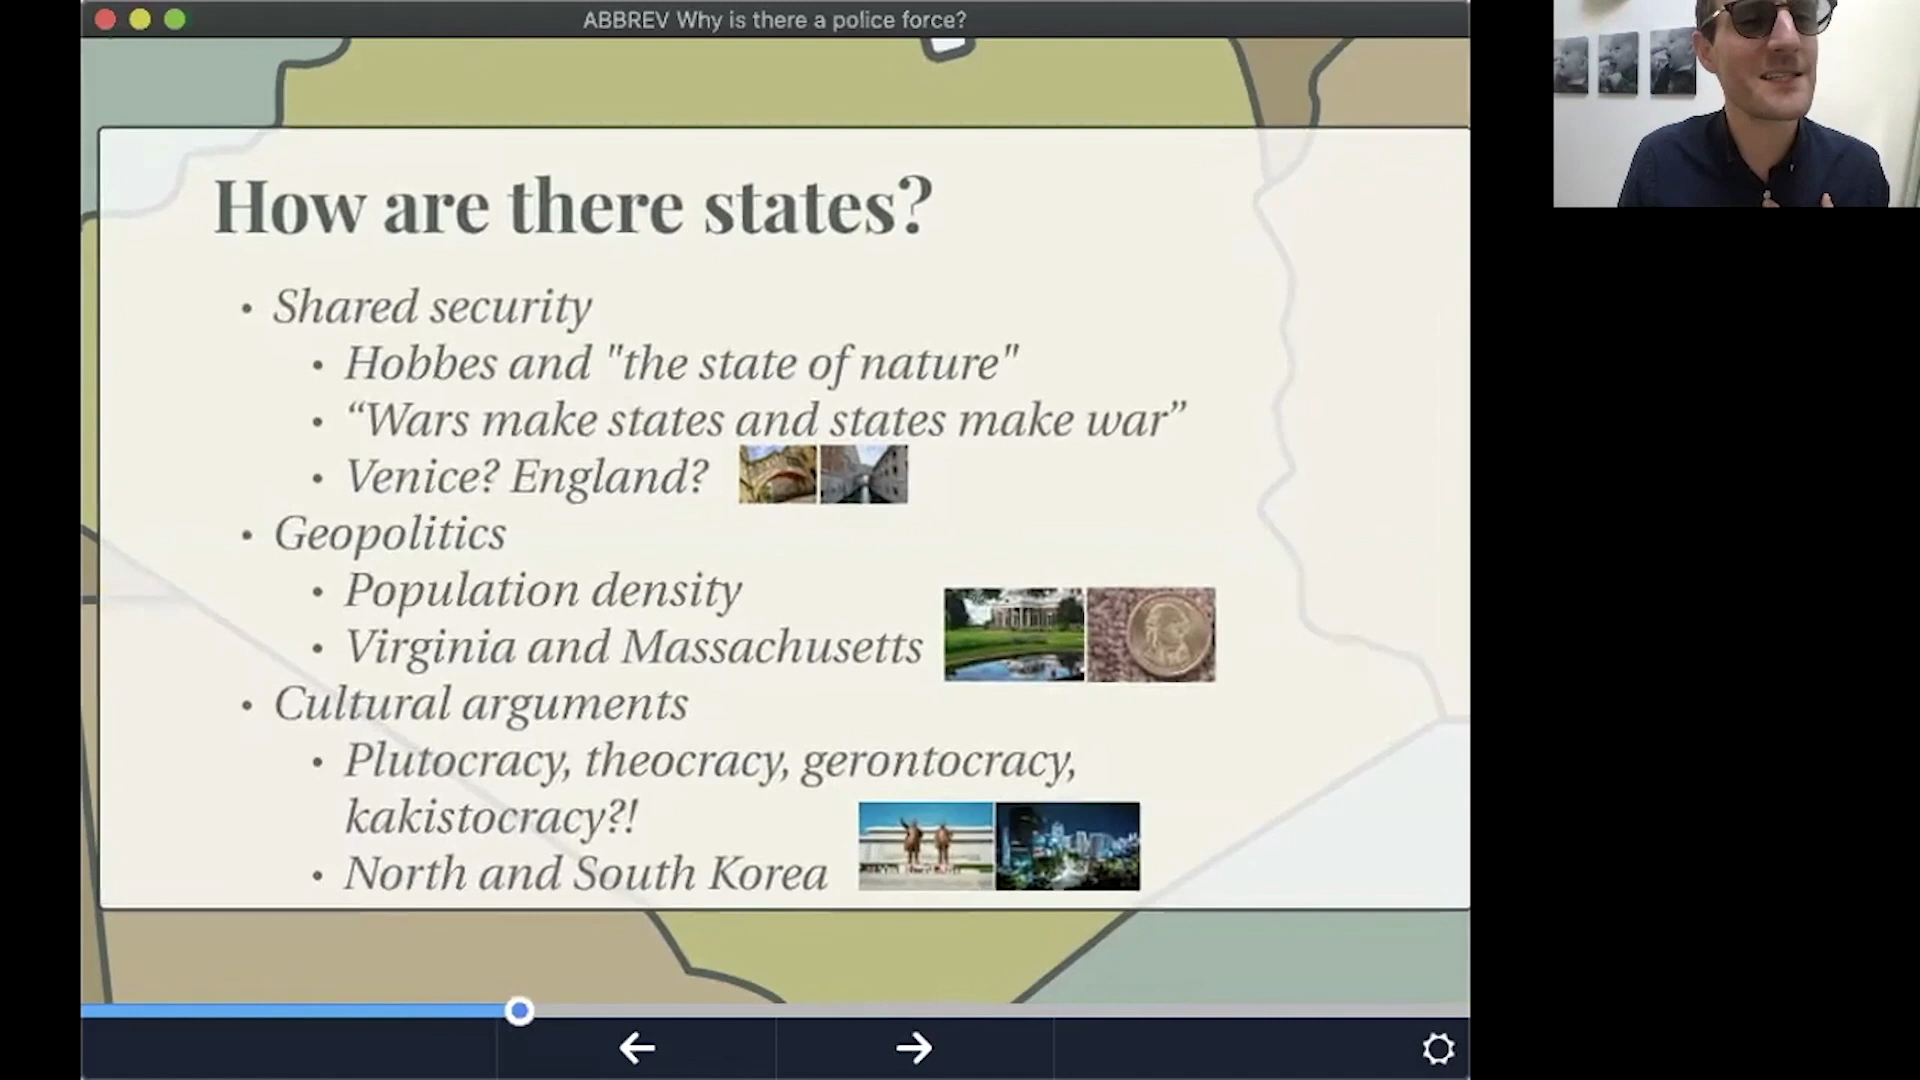 ABBREV Why is there a police force?
How are there states?
• Shared security
• Hobbes and "the state of nature"
• “Wars make states and states make war”
• Venice? England?
• Geopolitics
• Population density
• Virginia and Massachusetts
• Cultural arguments
• Plutocracy, theocracy, gerontocracy,
kakistocracy?!
• North and South Korea